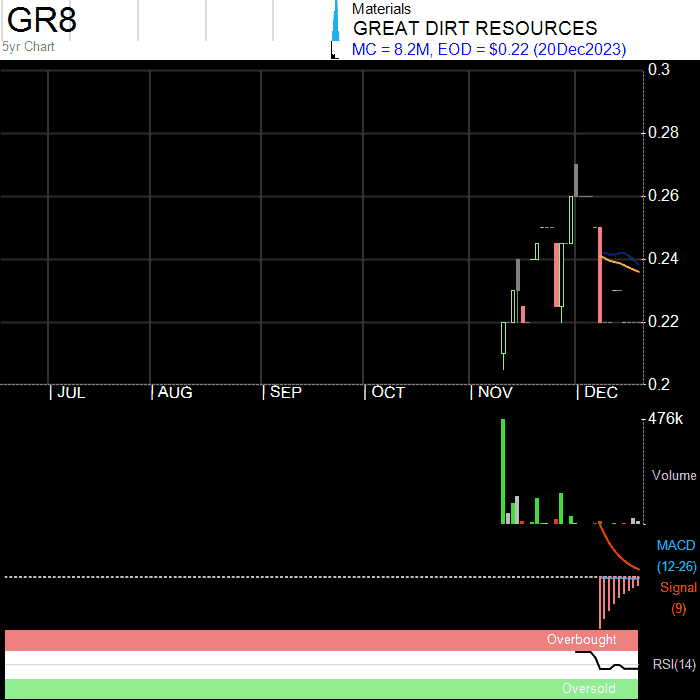 GR8
5yr Chart
Materials
GREAT DIRT RESOURCES
MC = 8.2M, EOD = $0.22 (20Dec2023)
0.3
0.28
0.26
0.24
0.22
0.2
| JUL | AUG | SEP | OCT | NOV | DEC
476k
Volume
MACD
(12-26)
Signal
(9)
Overbought
RSI(14)
Oversold